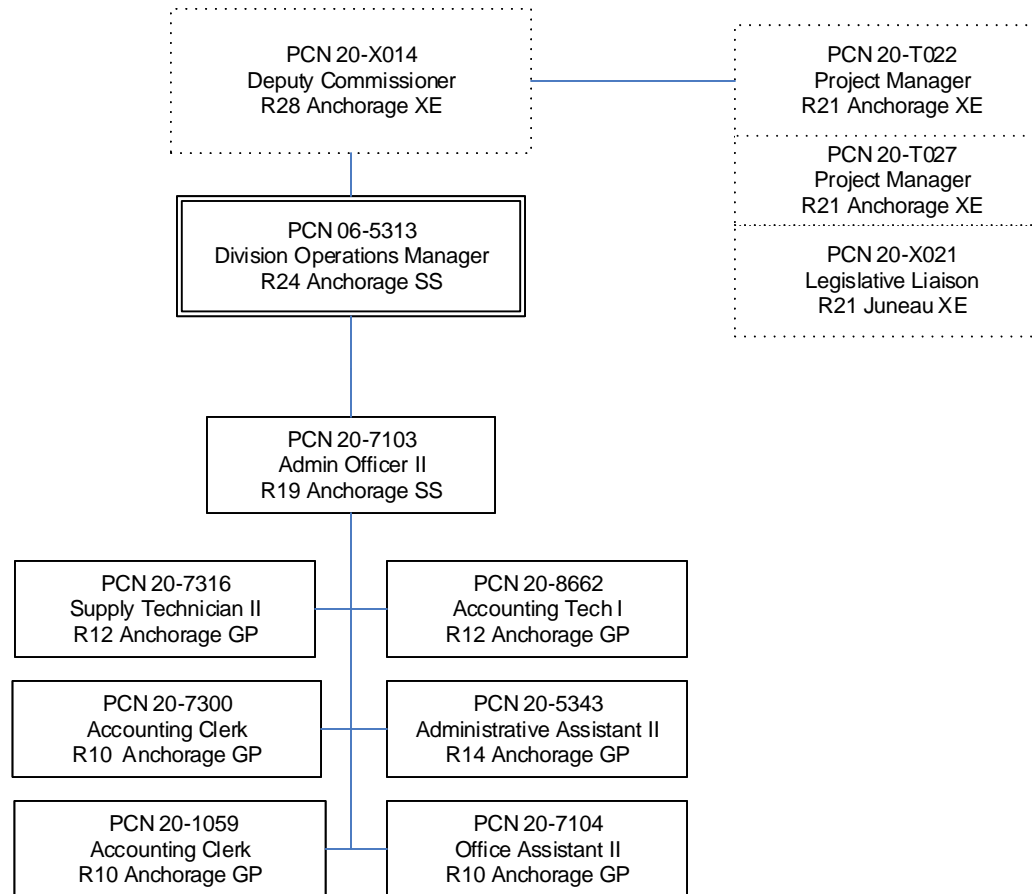 PCN 20-X014
Deputy Commissioner
R28 Anchorage XE
PCN 20-T022
Project Manager
R21 Anchorage XE
PCN 20-T027
Project Manager
R21 Anchorage XE
PCN 20-X021
Legislative Liaison
R21 Juneau XE
PCN 06-5313
Division Operations Manager
R24 Anchorage SS
PCN 20-7103
Admin Officer II
R19 Anchorage SS
PCN 20-7316
Supply Technician II
R12 Anchorage GP
PCN 20-8662
Accounting Tech I
R12 Anchorage GP
PCN 20-7300
Accounting Clerk
R10 Anchorage GP
PCN 20-5343
Administrative Assistant II
R14 Anchorage GP
PCN 20-1059
Accounting Clerk
R10 Anchorage GP
PCN 20-7104
Office Assistant II
R10 Anchorage GP